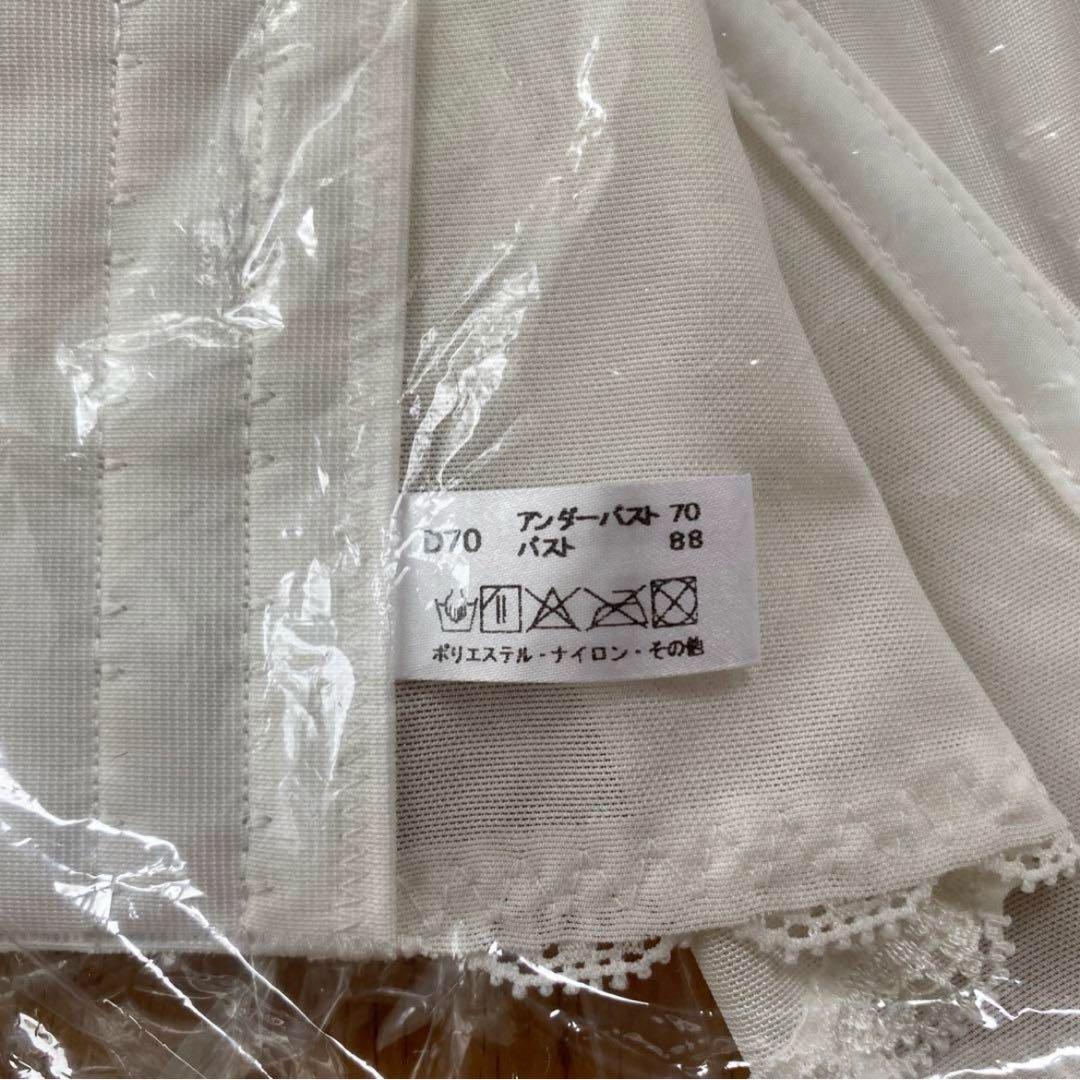 D70 アンダーバスト 70
バスト 88
ポリエステル・ナイロン・その他